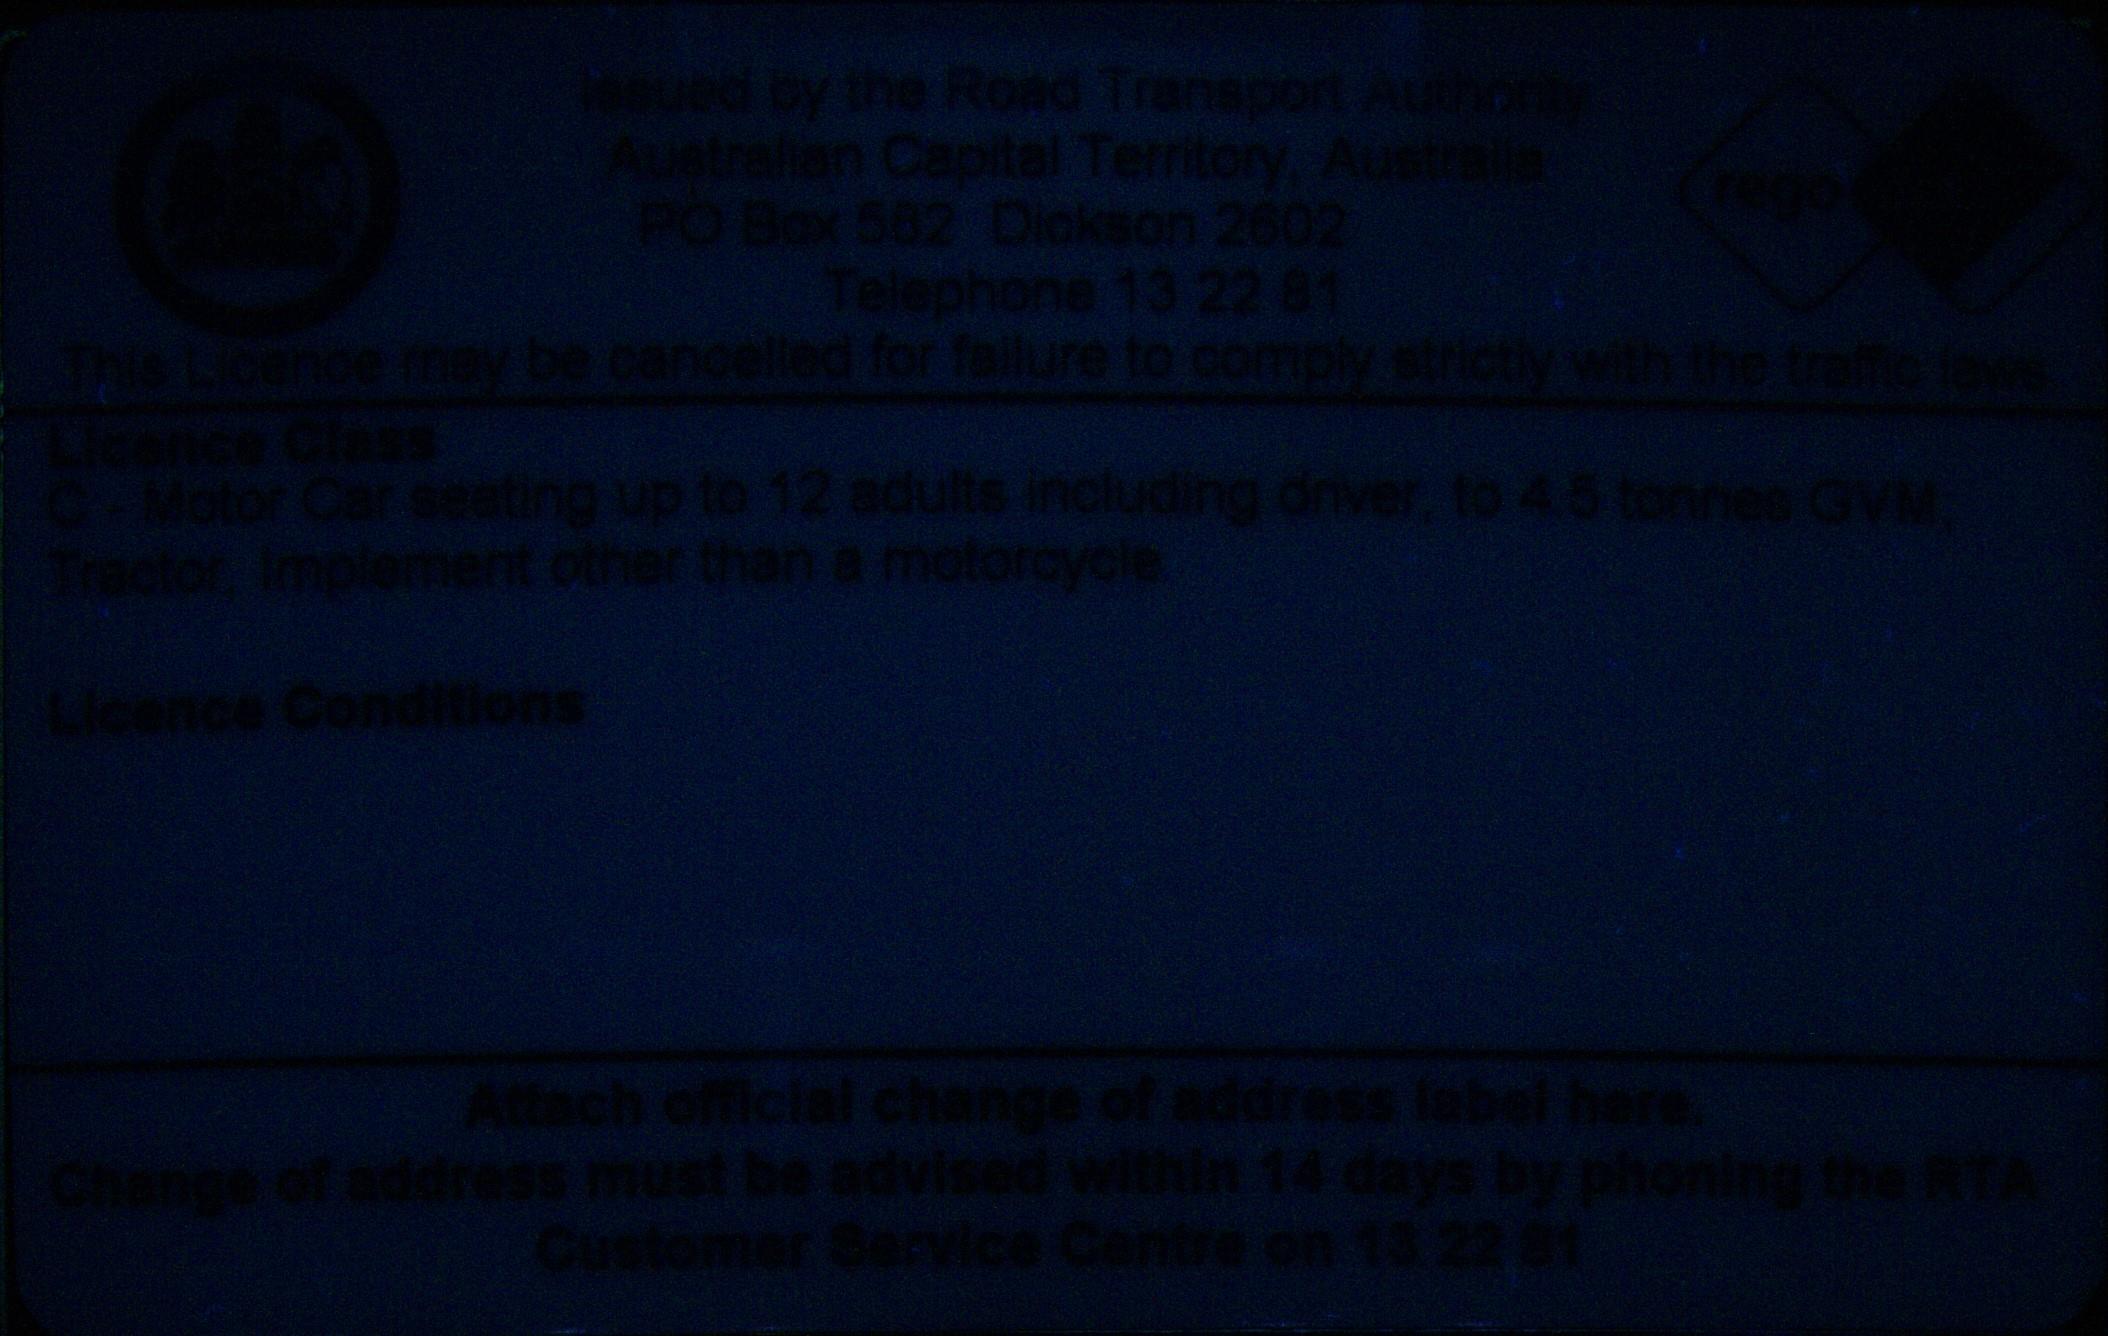 Issued by the Road Transport Authority
Australian Capital Territory, Australia
PO Box 582 Dickson 2602
Telephone 13 22 81
rego
This Licence may be cancelled for failure to comply strictly with the traffic laws
Licence Class
C - Motor Car seating up to 12 adults including driver, to 4.5 tonnes GVM,
Tractor, Implement other than a motorcycle
Licence Conditions
Attach official change of address label here.
Change of address must be advised within 14 days by phoning the RTA
Customer Service Centre on 13 22 81